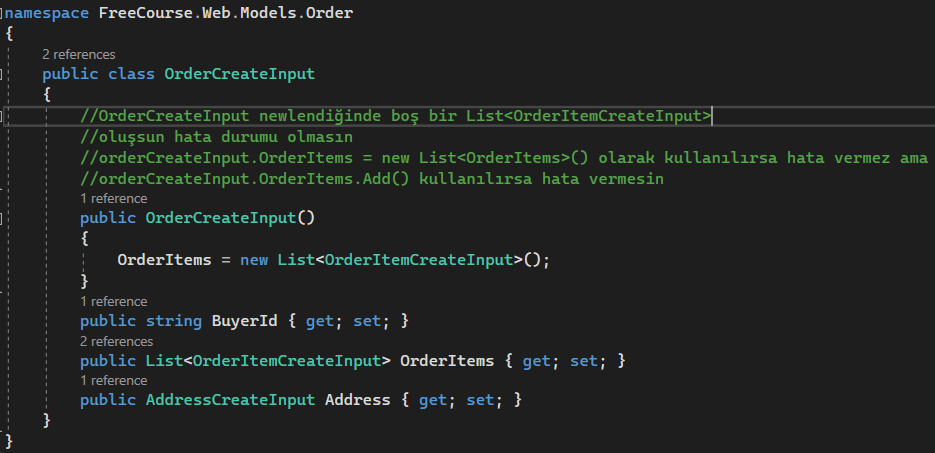 namespace FreeCourse.Web.Models.Order
{
2 references
public class OrderCreateInput
{
//OrderCreateInput newlendiğinde boş bir List<OrderItemCreateInput>
//oluşsun hata durumu olmasın
//orderCreateInput.OrderItems = new List<OrderItems>() olarak kullanılırsa hata vermez ama
//orderCreateInput.OrderItems.Add() kullanılırsa hata vermesin
1 reference
public OrderCreateInput()
{
OrderItems = new List<OrderItemCreateInput>();
}
1 reference
public string BuyerId { get; set; }
2 references
public List<OrderItemCreateInput> OrderItems { get; set; }
1 reference
public AddressCreateInput Address { get; set; }
}
}